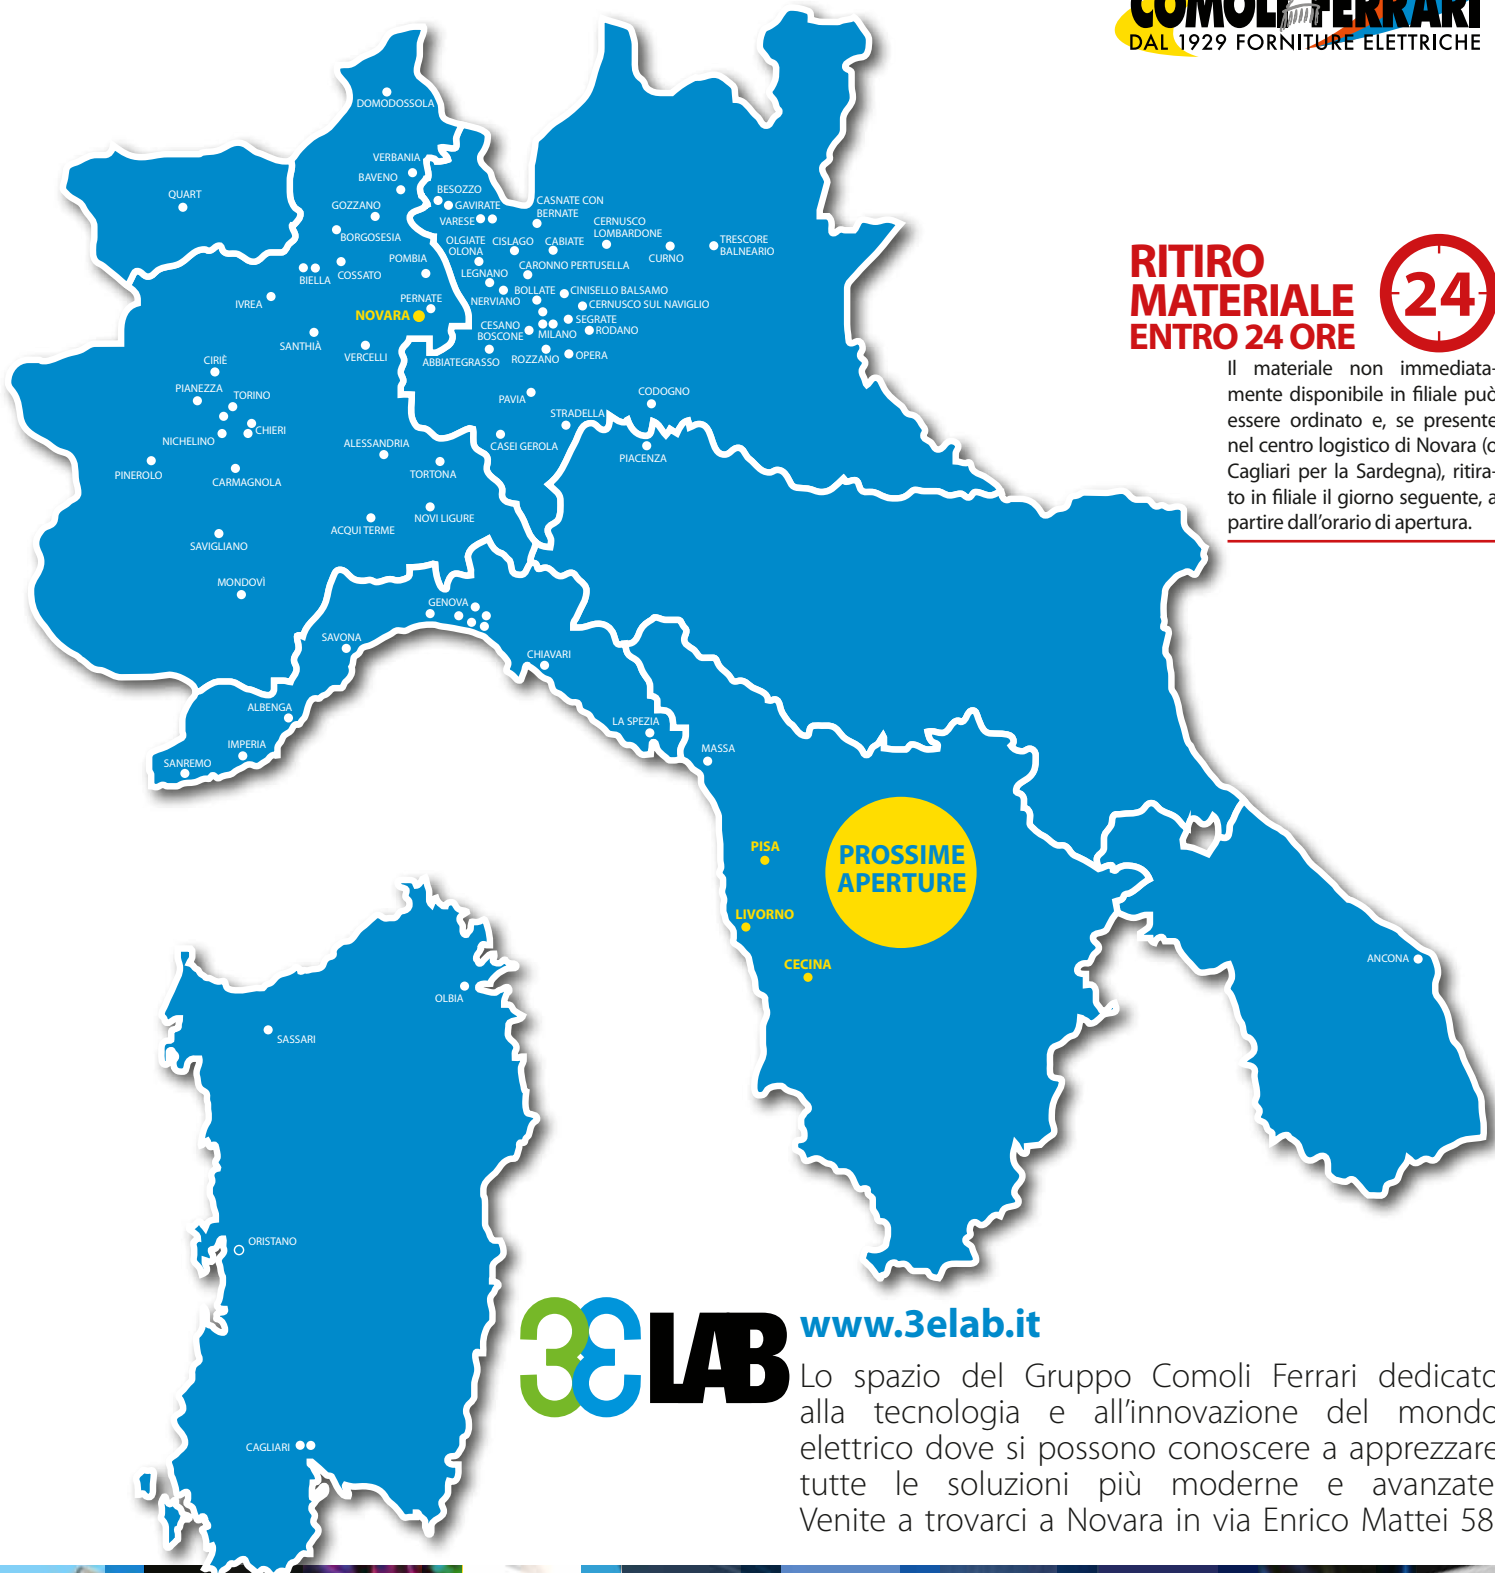 COMOLI FERRARI
DAL 1929 FORNITURE ELETTRICHE
DOMODOSSOLA
VERBANIA
BAVENO
QUART
GOZZANO
BORGOSESIA
BESOZZO
GAVIRATE
VARESE
CASNATE CON
BERNATE
CERNUSCO
LOMBARDONE
TRESCORE
BALNEARIO
CURNO
OLGIATE
OLONA
CISLAGO
CABIATE
POMBIA
BIELLA
COSSATO
LEGNANO
CARONNO PERTUSELLA
IVREA
PERNATE
NOVARA
NERVIANO
BOLLATE
CINISELLO BALSAMO
CERNUSCO SUL NAVIGLIO
SEGRATE
CESANO
BOSCONE
MILANO
RODANO
SANTHIÀ
VERCELLI
ABBIATEGRASSO
ROZZANO
OPERA
CIRIÈ
PIANEZZA
TORINO
NICHELINO
CHIERI
PAVIA
STRADELLA
CODOGNO
CASEI GEROLA
PIACENZA
ALESSANDRIA
TORTONA
PINEROLO
CARMAGNOLA
NOVI LIGURE
ACQUI TERME
SAVIGLIANO
MONDOVÌ
GENOVA
SAVONA
CHIAVARI
ALBENGA
LA SPEZIA
IMPERIA
SANREMO
MASSA
PISA
LIVORNO
CECINA
PROSSIME
APERTURE
ANCONA
OLBIA
SASSARI
ORISTANO
CAGLIARI
RITIRO
MATERIALE
ENTRO 24 ORE
24
Il materiale non immediata-
mente disponibile in filiale può
essere ordinato e, se presente
nel centro logistico di Novara (o
Cagliari per la Sardegna), ritira-
to in filiale il giorno seguente, a
partire dall'orario di apertura.
3E LAB
www.3elab.it
Lo spazio del Gruppo Comoli Ferrari dedicato
alla tecnologia e all'innovazione del mondo
elettrico dove si possono conoscere a apprezzare
tutte le soluzioni più moderne e avanzate
Venite a trovarci a Novara in via Enrico Mattei 58